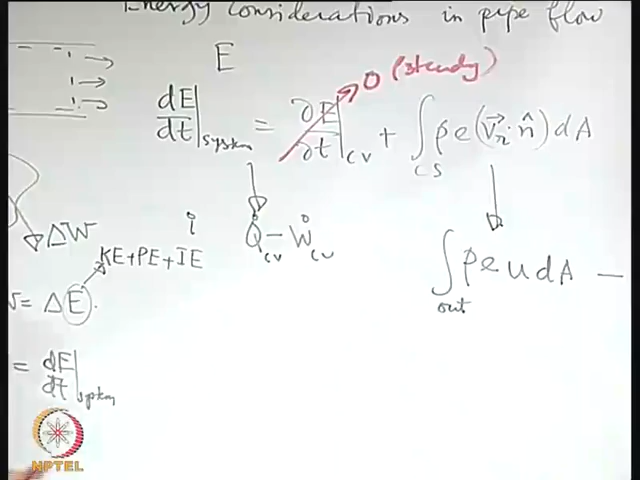 Energy Considerations in pipe flow
E
dE/dt|system = ∂E/∂t|CV + ∫CS ρe(V⃗r·n̂)dA
0 (steady)
ΔW
i
Q̇CV − ẆCV
KE+PE+IE
= ΔE.
∫out ρeudA —
= dE/dt|system
NPTEL